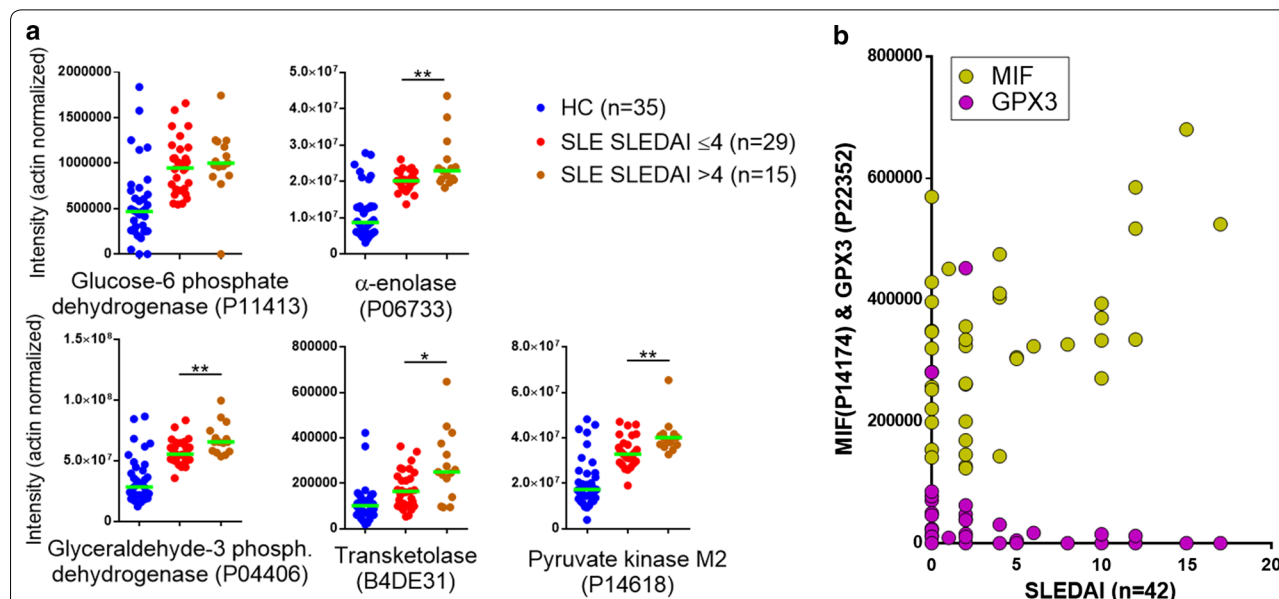 a
Intensity (actin normalized)
2000000
1500000
1000000
500000
0
Glucose-6 phosphate
dehydrogenase (P11413)
5.0×10⁷
4.0×10⁷
3.0×10⁷
2.0×10⁷
1.0×10⁷
0
**
α-enolase
(P06733)
HC (n=35)
SLE SLEDAI ≤4 (n=29)
SLE SLEDAI >4 (n=15)
Intensity (actin normalized)
1.5×10⁸
1.0×10⁸
5.0×10⁷
0
**
Glyceraldehyde-3 phosph.
dehydrogenase (P04406)
800000
600000
400000
200000
0
*
Transketolase
(B4DE31)
8.0×10⁷
6.0×10⁷
4.0×10⁷
2.0×10⁷
0
**
Pyruvate kinase M2
(P14618)
b
MIF(P14174) & GPX3 (P22352)
800000
600000
400000
200000
0
MIF
GPX3
0 5 10 15 20
SLEDAI (n=42)